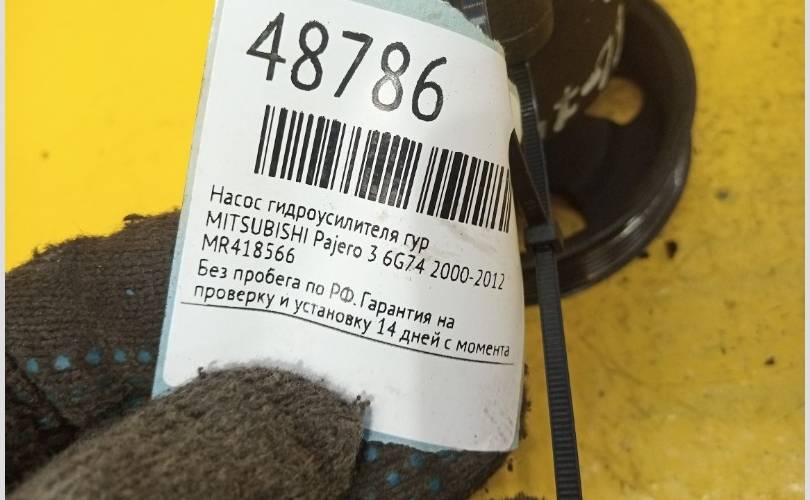 48786
Насос гидроусилителя гур
MITSUBISHI Pajero 3 6G74 2000-2012
MR418566
Без пробега по РФ. Гарантия на
проверку и установку 14 дней с момента